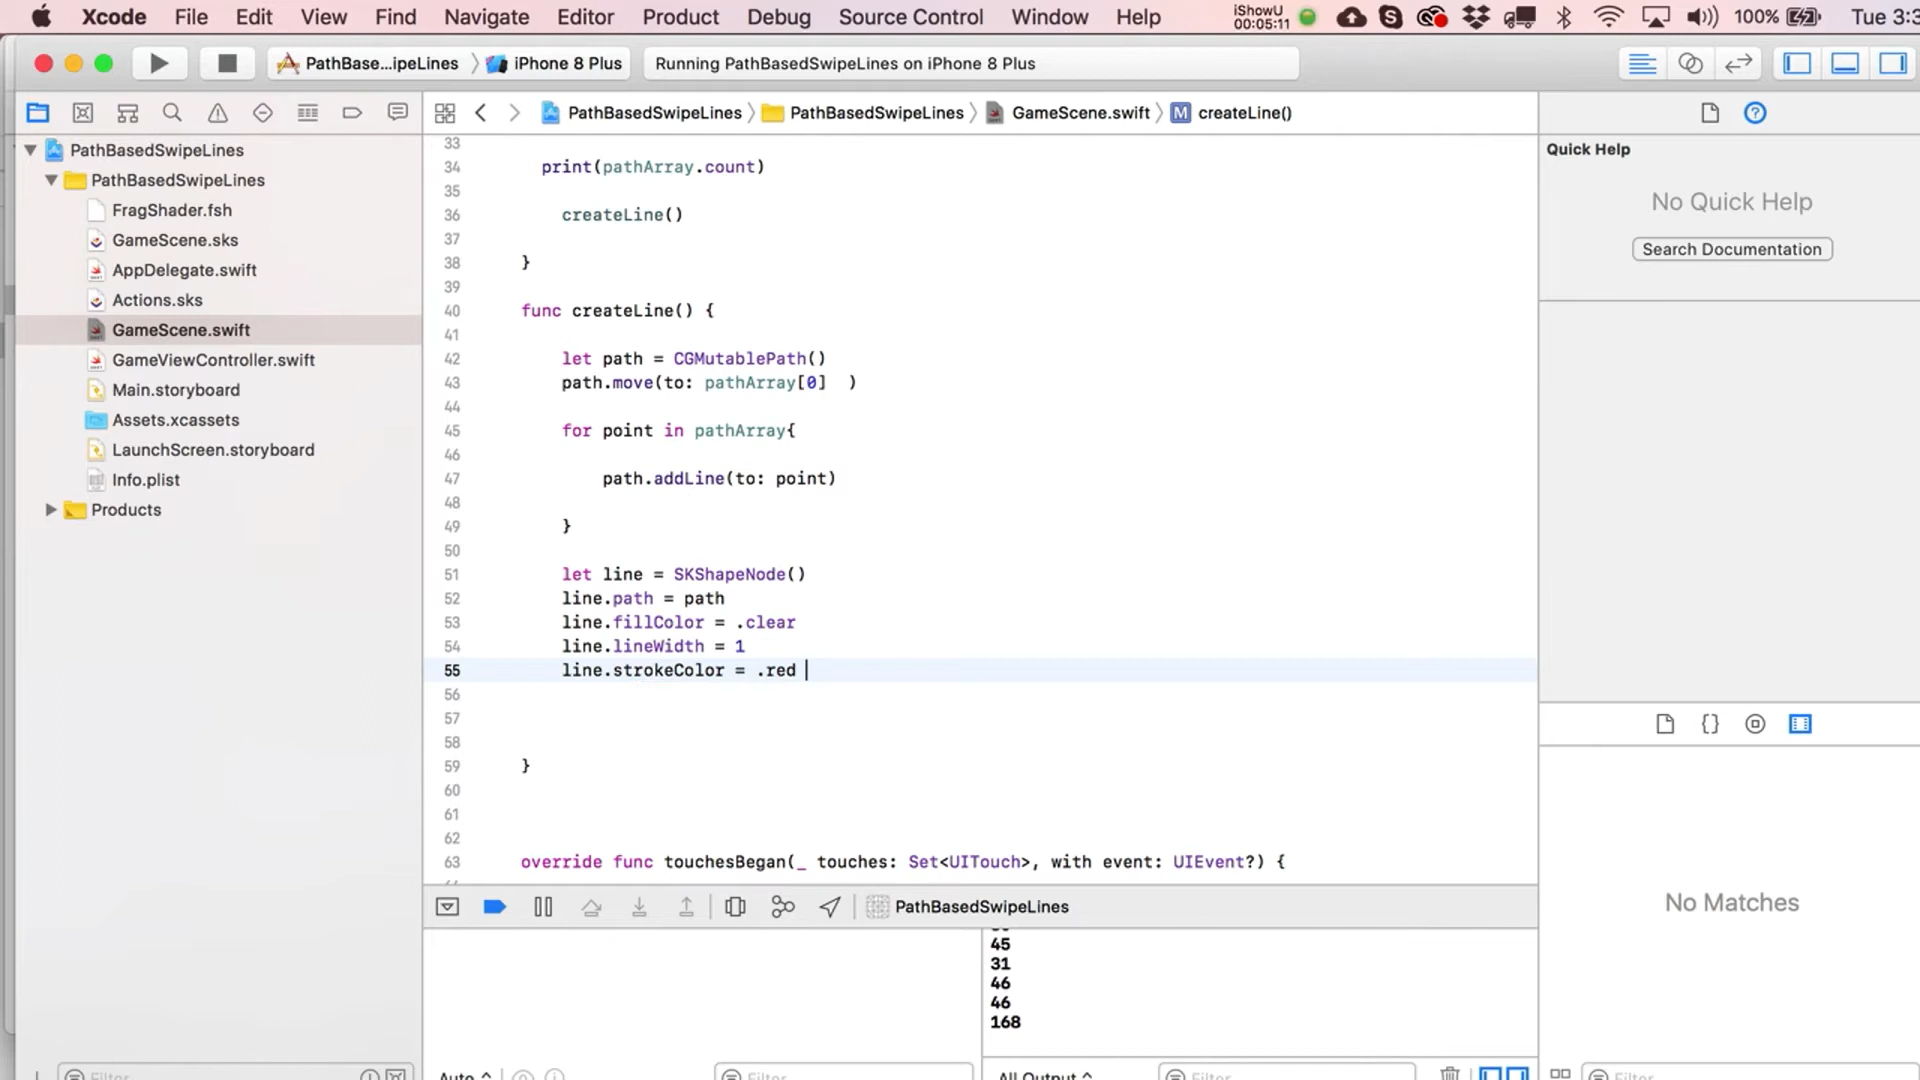 Xcode File Edit View Find Navigate Editor Product Debug Source Control Window Help iShowU 00:05:11 100% Tue 3:3
PathBase...ipeLines iPhone 8 Plus Running PathBasedSwipeLines on iPhone 8 Plus
PathBasedSwipeLines PathBasedSwipeLines GameScene.swift M createLine()
PathBasedSwipeLines
PathBasedSwipeLines
FragShader.fsh
GameScene.sks
AppDelegate.swift
Actions.sks
GameScene.swift
GameViewController.swift
Main.storyboard
Assets.xcassets
LaunchScreen.storyboard
Info.plist
Products
Filter
33
34 print(pathArray.count)
35
36 createLine()
37
38 }
39
40 func createLine() {
41
42 let path = CGMutablePath()
43 path.move(to: pathArray[0]  )
44
45 for point in pathArray{
46
47 path.addLine(to: point)
48
49 }
50
51 let line = SKShapeNode()
52 line.path = path
53 line.fillColor = .clear
54 line.lineWidth = 1
55 line.strokeColor = .red
56
57
58
59 }
60
61
62
63 override func touchesBegan(_ touches: Set<UITouch>, with event: UIEvent?) {
PathBasedSwipeLines
45
31
46
46
168
Auto Filter
All Output Filter
Quick Help
No Quick Help
Search Documentation
No Matches
Filter